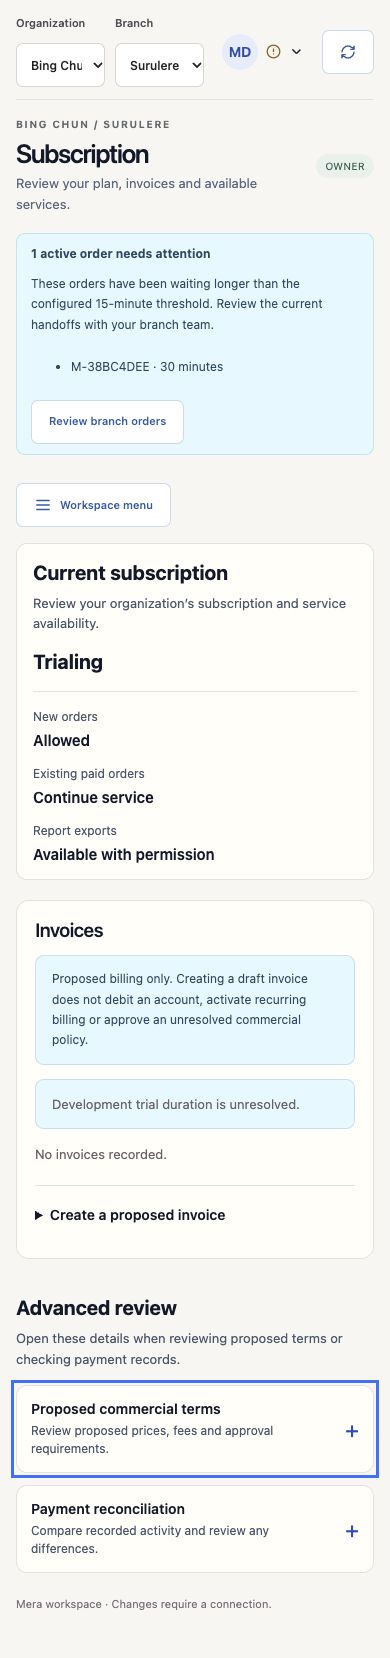 Organization
Branch
Bing Chu
Surulere
MD
BING CHUN / SURULERE
Subscription
Review your plan, invoices and available
services.
OWNER
1 active order needs attention
These orders have been waiting longer than the
configured 15-minute threshold. Review the current
handoffs with your branch team.
• M-38BC4DEE · 30 minutes
Review branch orders
Workspace menu
Current subscription
Review your organization's subscription and service
availability.
Trialing
New orders
Allowed
Existing paid orders
Continue service
Report exports
Available with permission
Invoices
Proposed billing only. Creating a draft invoice
does not debit an account, activate recurring
billing or approve an unresolved commercial
policy.
Development trial duration is unresolved.
No invoices recorded.
Create a proposed invoice
Advanced review
Open these details when reviewing proposed terms or
checking payment records.
Proposed commercial terms
Review proposed prices, fees and approval
requirements.
Payment reconciliation
Compare recorded activity and review any
differences.
Mera workspace · Changes require a connection.